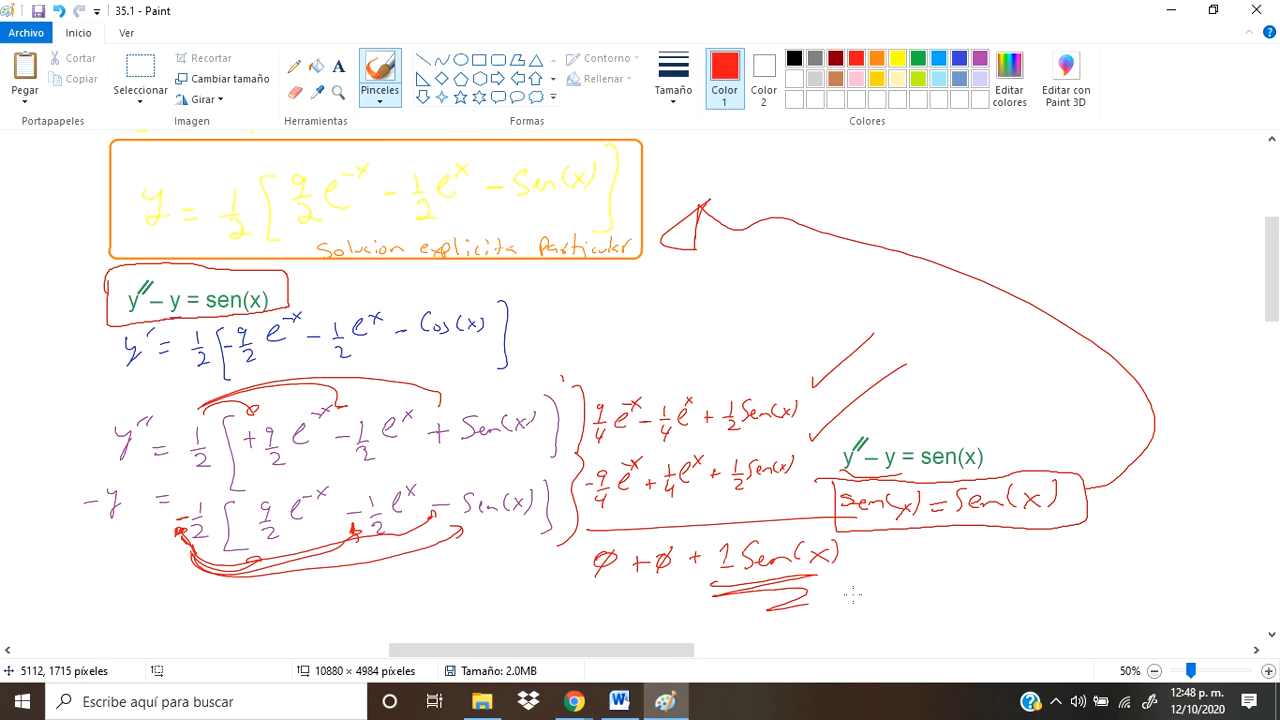 35.1 - Paint
Archivo Inicio Ver
Pegar
Cortar
Copiar
Portapapeles
Seleccionar
Recortar
Cambiar tamaño
Girar
Imagen
A
Herramientas
Pinceles
Contorno
Rellenar
Formas
Tamaño
Color 1
Color 2
Editar colores
Editar con Paint 3D
Colores
y = 1/2 [ 9/2 e^-x - 1/2 e^x - Sen(x) ]
Solucion explicita Particular
y″ – y = sen(x)
y′ = 1/2 [ -9/2 e^-x - 1/2 e^x - Cos(x) ]
y″ = 1/2 [ +9/2 e^-x - 1/2 e^x + Sen(x) ]
-y = -1/2 [ 9/2 e^-x - 1/2 e^x - Sen(x) ]
9/4 e^-x - 1/4 e^x + 1/2 Sen(x)
-9/4 e^-x + 1/4 e^x + 1/2 Sen(x)
0 + 0 + 1 Sen(x)
y″ – y = sen(x)
Sen(x) = Sen(x)
5112, 1715 píxeles
10880 × 4984 píxeles
Tamaño: 2.0MB
50%
Escribe aquí para buscar
12:48 p. m.
12/10/2020